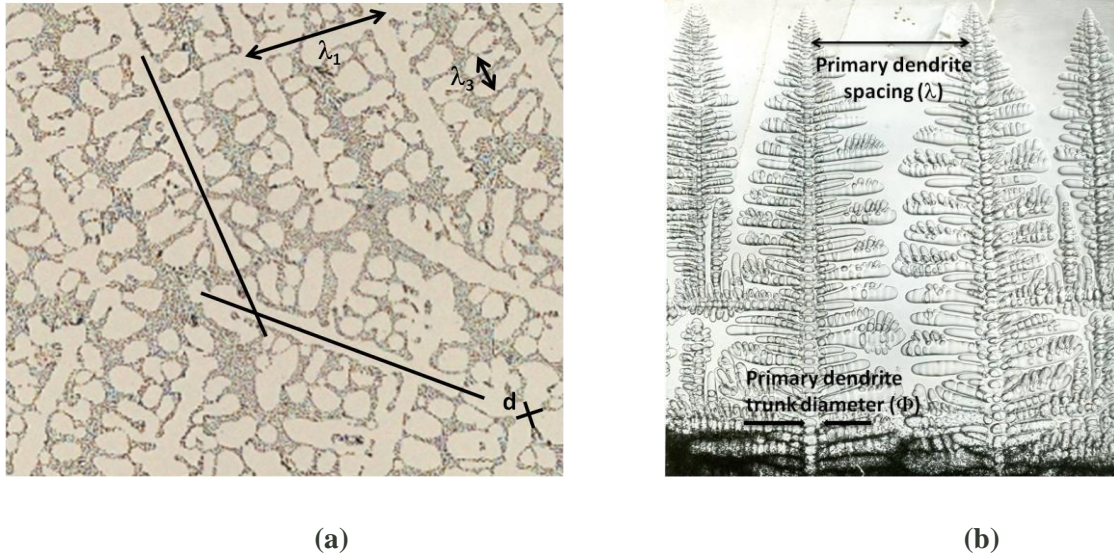 λ1
λ3
d
Primary dendrite
spacing (λ)
Primary dendrite
trunk diameter (Φ)
(a)
(b)